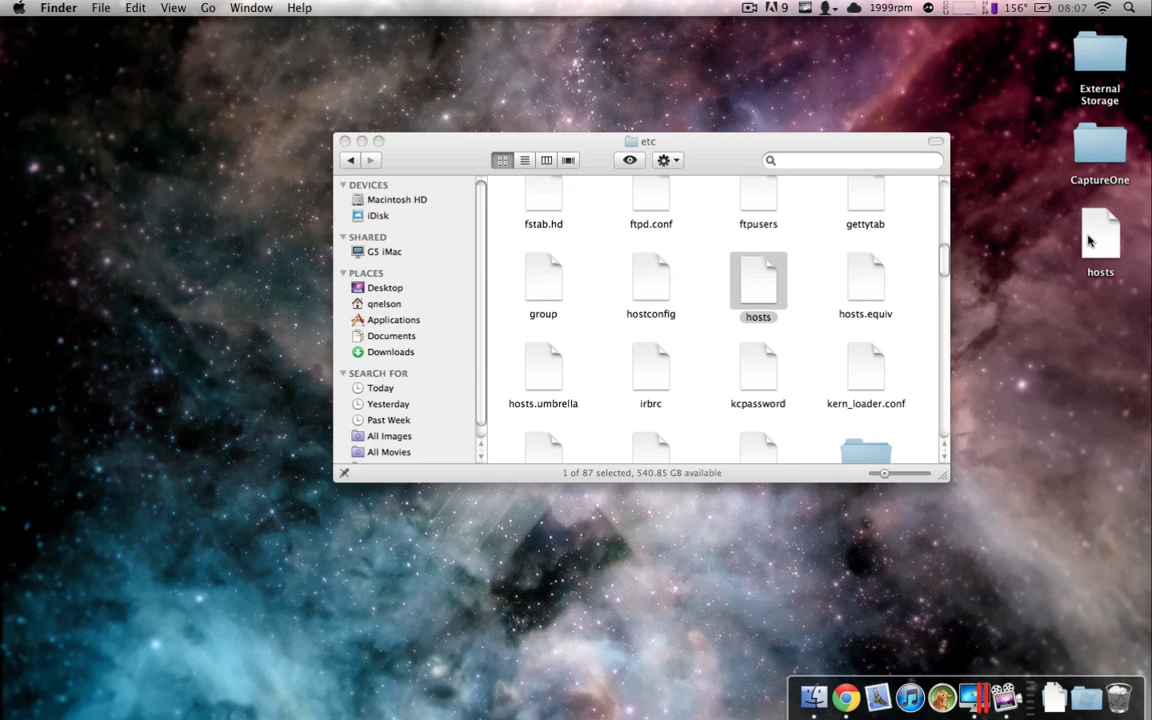 Finder File Edit View Go Window Help
9 1999rpm 156° 08:07
External
Storage
CaptureOne
hosts
etc
DEVICES
Macintosh HD
iDisk
SHARED
G5 iMac
PLACES
Desktop
qnelson
Applications
Documents
Downloads
SEARCH FOR
Today
Yesterday
Past Week
All Images
All Movies
fstab.hd ftpd.conf ftpusers gettytab
group hostconfig hosts hosts.equiv
hosts.umbrella irbrc kcpassword kern_loader.conf
1 of 87 selected, 540.85 GB available